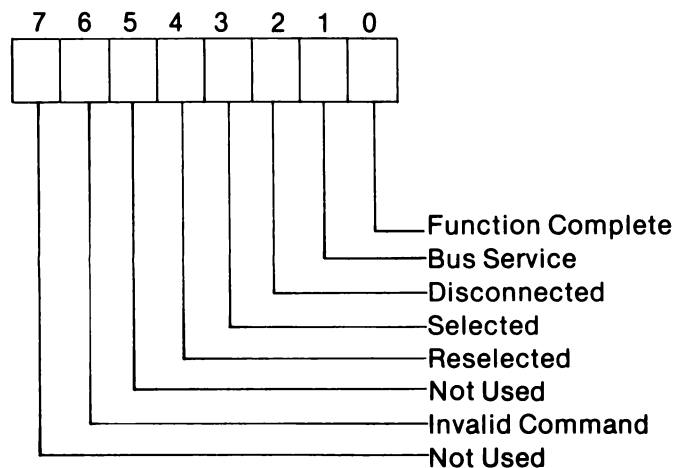 7 6 5 4 3 2 1 0
Function Complete
Bus Service
Disconnected
Selected
Reselected
Not Used
Invalid Command
Not Used